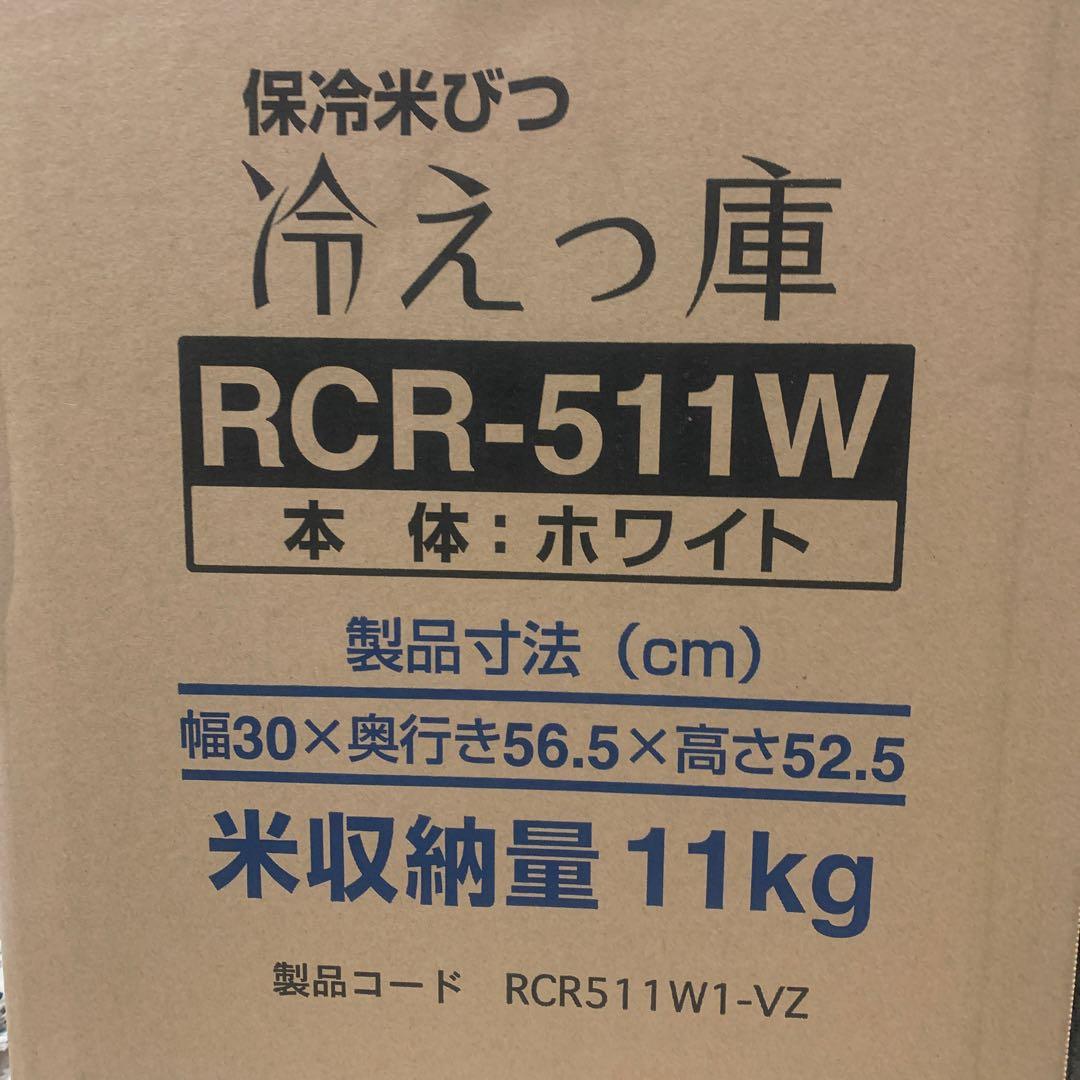 保冷米びつ
冷えっ庫
RCR-511W
本 体：ホワイト
製品寸法（cm）
幅30×奥行き56.5×高さ52.5
米収納量 11kg
製品コード RCR511W1-VZ